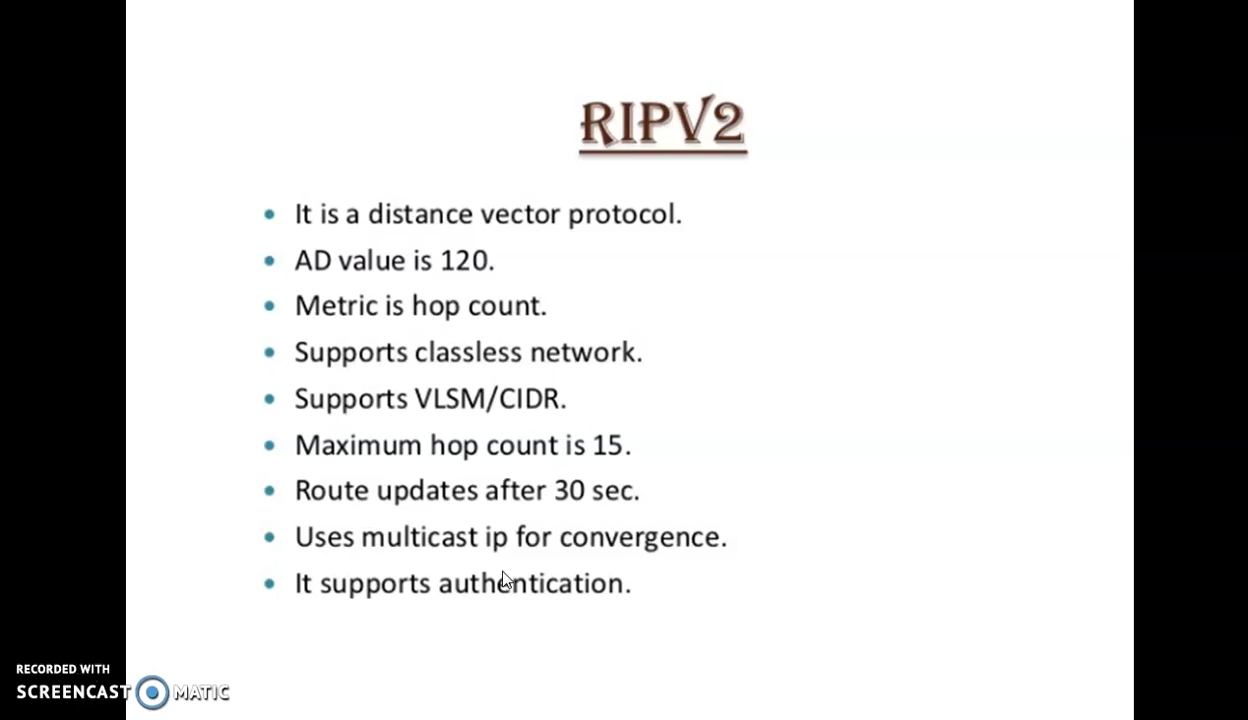 RIPV2
It is a distance vector protocol.
AD value is 120.
Metric is hop count.
Supports classless network.
Supports VLSM/CIDR.
Maximum hop count is 15.
Route updates after 30 sec.
Uses multicast ip for convergence.
It supports authentication.
RECORDED WITH
SCREENCAST MATIC